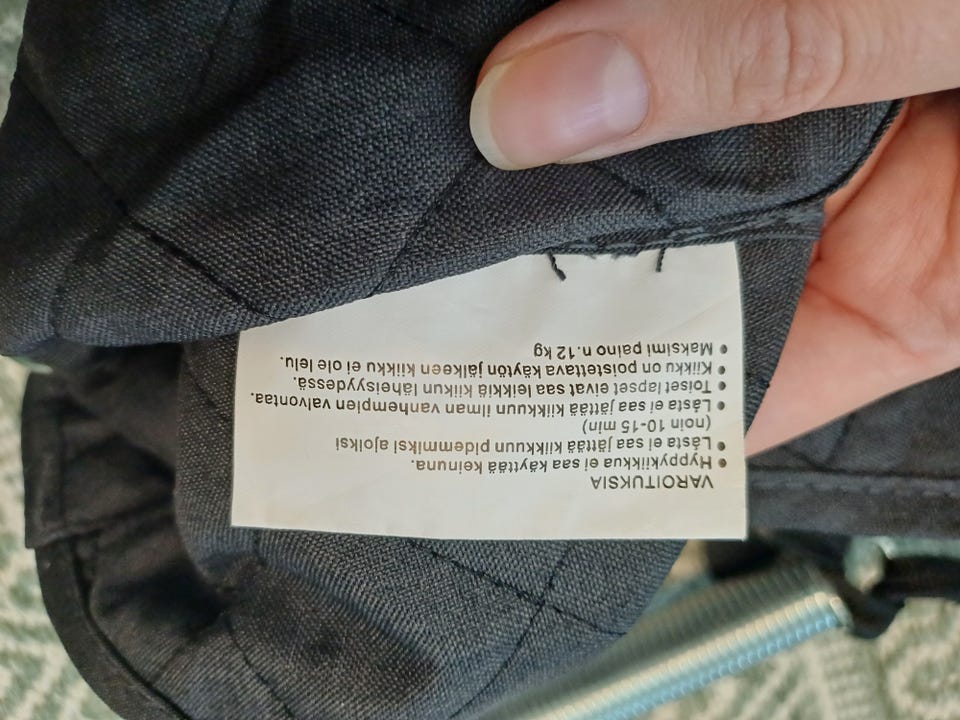 VAROITUKSIA
• Hyppykiikkua ei saa käyttää keinuna.
• Lasta ei saa jättää kiikkuun pidemmiksi ajoiksi
(noin 10-15 min)
• Lasta ei saa jättää kiikkuun ilman vanhempien valvontaa.
• Toiset lapset eivät saa leikkiä kiikun läheisyydessä.
• Kiikku on poistettava käytön jälkeen kiikku ei ole lelu.
• Maksimi paino n.12 kg